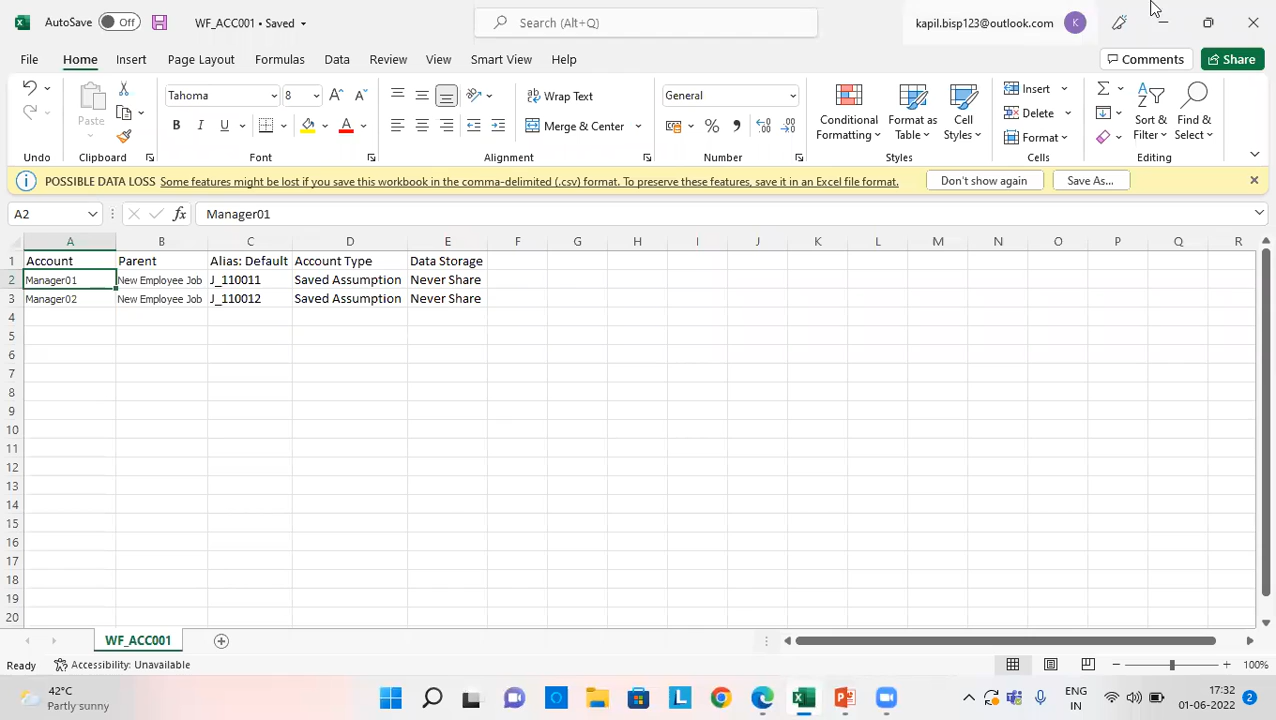 AutoSave Off WF_ACC001 • Saved Search (Alt+Q) kapil.bisp123@outlook.com K
File Home Insert Page Layout Formulas Data Review View Smart View Help Comments Share
Paste Tahoma 8 Wrap Text General Conditional Formatting Format as Table Cell Styles Insert Sort & Filter Find & Select
B I U Merge & Center % Delete
Format
Undo Clipboard Font Alignment Number Styles Cells Editing
POSSIBLE DATA LOSS Some features might be lost if you save this workbook in the comma-delimited (.csv) format. To preserve these features, save it in an Excel file format. Don't show again Save As...
A2 fx Manager01
A B C D E F G H I J K L M N O P Q R
1 Account Parent Alias: Default Account Type Data Storage
2 Manager01 New Employee Job J_110011 Saved Assumption Never Share
3 Manager02 New Employee Job J_110012 Saved Assumption Never Share
4
5
6
7
8
9
10
11
12
13
14
15
16
17
18
19
20
WF_ACC001
Ready Accessibility: Unavailable 100%
42°C
Partly sunny
ENG
IN
17:32
01-06-2022
2